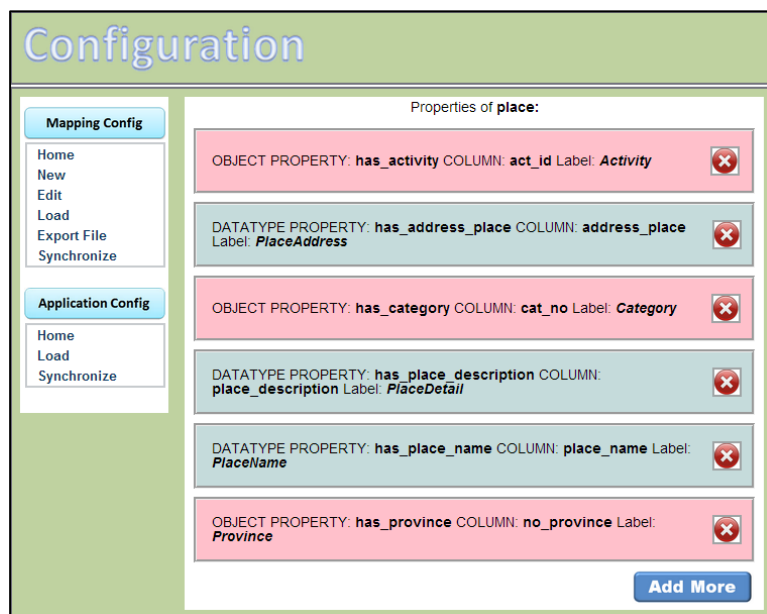 Configuration
Mapping Config
Home
New
Edit
Load
Export File
Synchronize
Application Config
Home
Load
Synchronize
Properties of place:
OBJECT PROPERTY: has_activity COLUMN: act_id Label: Activity
DATATYPE PROPERTY: has_address_place COLUMN: address_place
Label: PlaceAddress
OBJECT PROPERTY: has_category COLUMN: cat_no Label: Category
DATATYPE PROPERTY: has_place_description COLUMN:
place_description Label: PlaceDetail
DATATYPE PROPERTY: has_place_name COLUMN: place_name Label:
PlaceName
OBJECT PROPERTY: has_province COLUMN: no_province Label:
Province
Add More